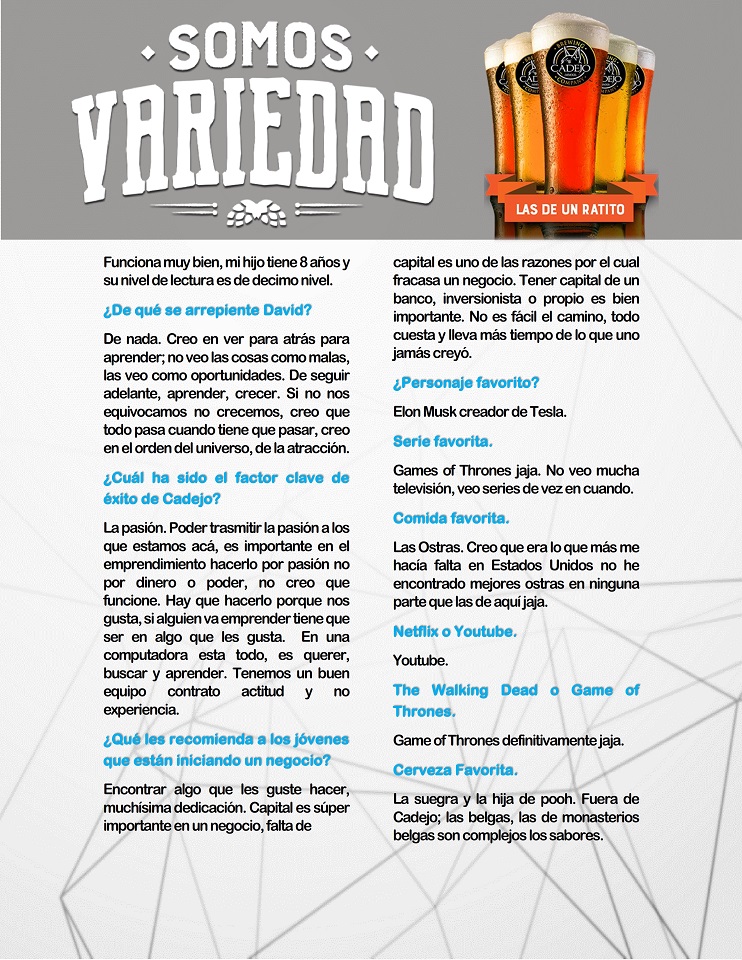 SOMOS
VARIEDAD
BREWING
CADEJO
COMPANY
LAS DE UN RATITO
Funciona muy bien, mi hijo tiene 8 años y
su nivel de lectura es de decimo nivel.
¿De qué se arrepiente David?
De nada. Creo en ver para atrás para
aprender; no veo las cosas como malas,
las veo como oportunidades. De seguir
adelante, aprender, crecer. Si no nos
equivocamos no crecemos, creo que
todo pasa cuando tiene que pasar, creo
en el orden del universo, de la atracción.
¿Cuál ha sido el factor clave de
éxito de Cadejo?
La pasión. Poder trasmitir la pasión a los
que estamos acá, es importante en el
emprendimiento hacerlo por pasión no
por dinero o poder, no creo que
funcione. Hay que hacerlo porque nos
gusta, si alguien va emprender tiene que
ser en algo que les gusta. En una
computadora esta todo, es querer,
buscar y aprender. Tenemos un buen
equipo contrato actitud y no
experiencia.
¿Qué les recomienda a los jóvenes
que están iniciando un negocio?
Encontrar algo que les guste hacer,
muchísima dedicación. Capital es súper
importante en un negocio, falta de
capital es uno de las razones por el cual
fracasa un negocio. Tener capital de un
banco, inversionista o propio es bien
importante. No es fácil el camino, todo
cuesta y lleva más tiempo de lo que uno
jamás creyó.
¿Personaje favorito?
Elon Musk creador de Tesla.
Serie favorita.
Games of Thrones jaja. No veo mucha
televisión, veo series de vez en cuando.
Comida favorita.
Las Ostras. Creo que era lo que más me
hacía falta en Estados Unidos no he
encontrado mejores ostras en ninguna
parte que las de aquí jaja.
Netflix o Youtube.
Youtube.
The Walking Dead o Game of
Thrones.
Game of Thrones definitivamente jaja.
Cerveza Favorita.
La suegra y la hija de pooh. Fuera de
Cadejo; las belgas, las de monasterios
belgas son complejos los sabores.